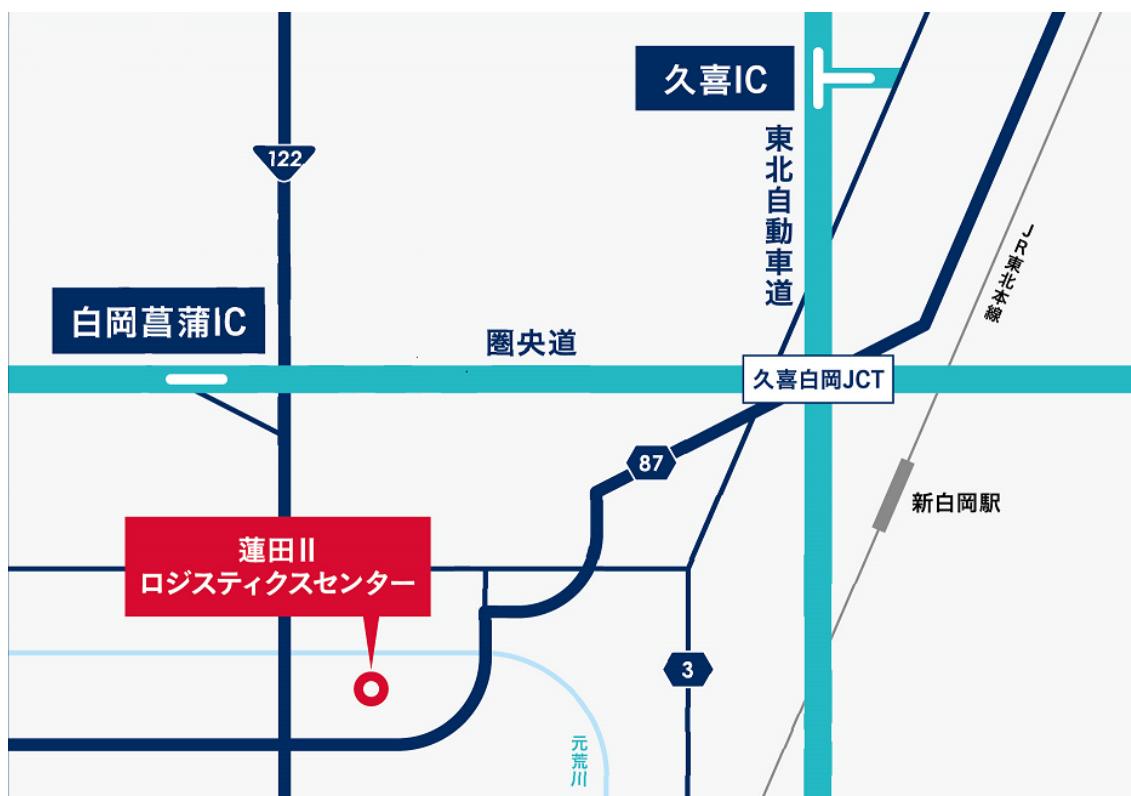 久喜IC
122
東北自動車道
JR東北本線
白岡菖蒲IC
圏央道
久喜白岡JCT
87
新白岡駅
蓮田II
ロジスティクスセンター
3
元荒川